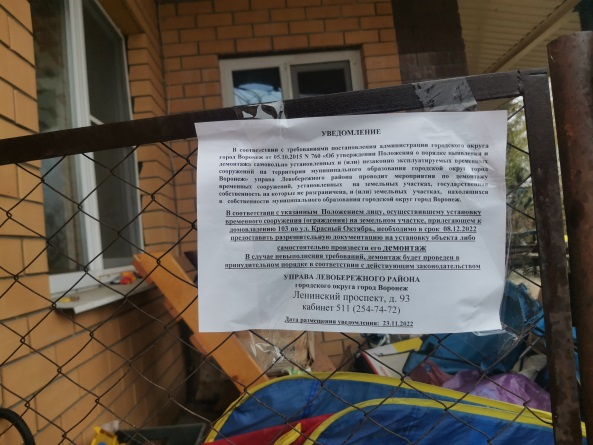 УВЕДОМЛЕНИЕ
В соответствии с требованиями постановления администрации городского округа
город Воронеж от 05.10.2015 N 760 «Об утверждении Положения о порядке выявления и
демонтажа самовольно установленных и (или) незаконно эксплуатируемых временных
сооружений на территории муниципального образования городской округ город
Воронеж» управа Левобережного района проводит мероприятия по демонтажу
временных сооружений, установленных на земельных участках, государственная
собственность на которые не разграничена, и (или) земельных участках, находящихся
в собственности муниципального образования городской округ город Воронеж.
В соответствии с указанным Положением лицу, осуществившему установку
временного сооружения (ограждения) на земельном участке, прилегающем к
домовладению 103 по ул. Красный Октябрь, необходимо в срок 08.12.2022
предоставить разрешительную документацию на установку объекта либо
самостоятельно произвести его ДЕМОНТАЖ
В случае невыполнения требований, демонтаж будет проведен в
принудительном порядке в соответствии с действующим законодательством
УПРАВА ЛЕВОБЕРЕЖНОГО РАЙОНА
городского округа город Воронеж
Ленинский проспект, д. 93
кабинет 511 (254-74-72)
Дата размещения уведомления: 23.11.2022